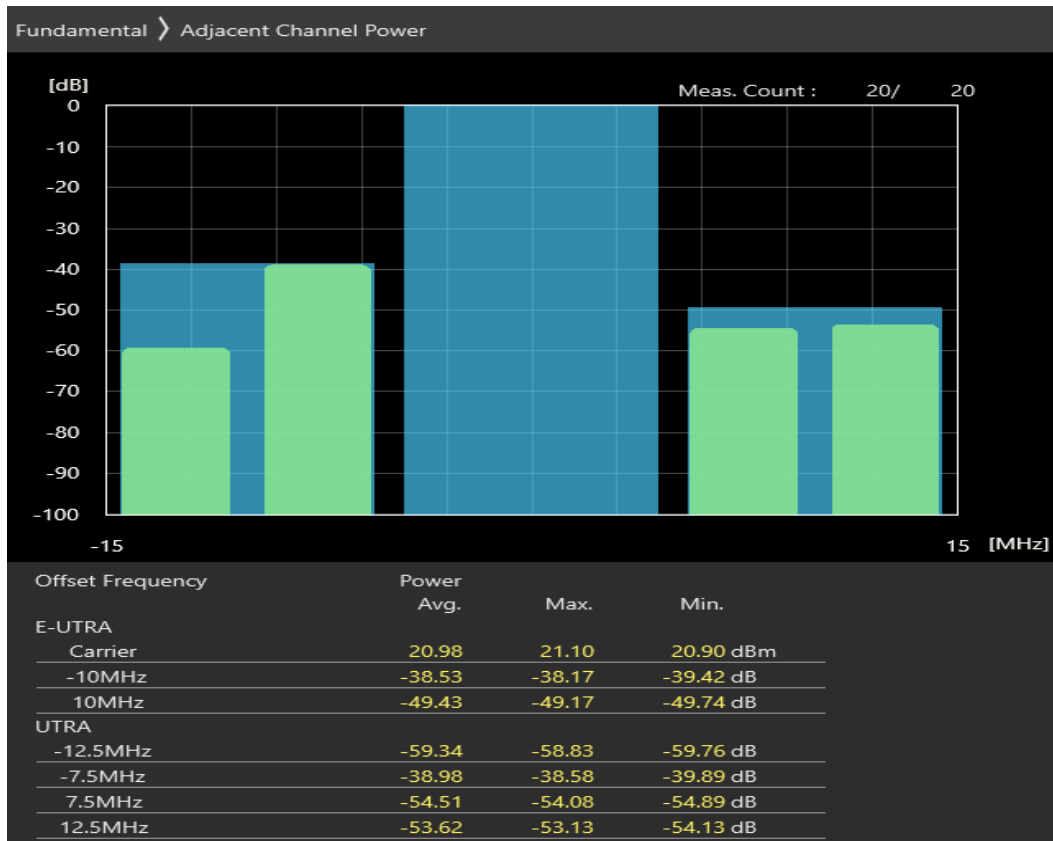 Fundamental 〉 Adjacent Channel Power
[dB]
Meas. Count : 20/ 20
0
-10
-20
-30
-40
-50
-60
-70
-80
-90
-100
-15 15 [MHz]
Offset Frequency Power
Avg. Max. Min.
E-UTRA
Carrier 20.98 21.10 20.90 dBm
-10MHz -38.53 -38.17 -39.42 dB
10MHz -49.43 -49.17 -49.74 dB
UTRA
-12.5MHz -59.34 -58.83 -59.76 dB
-7.5MHz -38.98 -38.58 -39.89 dB
7.5MHz -54.51 -54.08 -54.89 dB
12.5MHz -53.62 -53.13 -54.13 dB